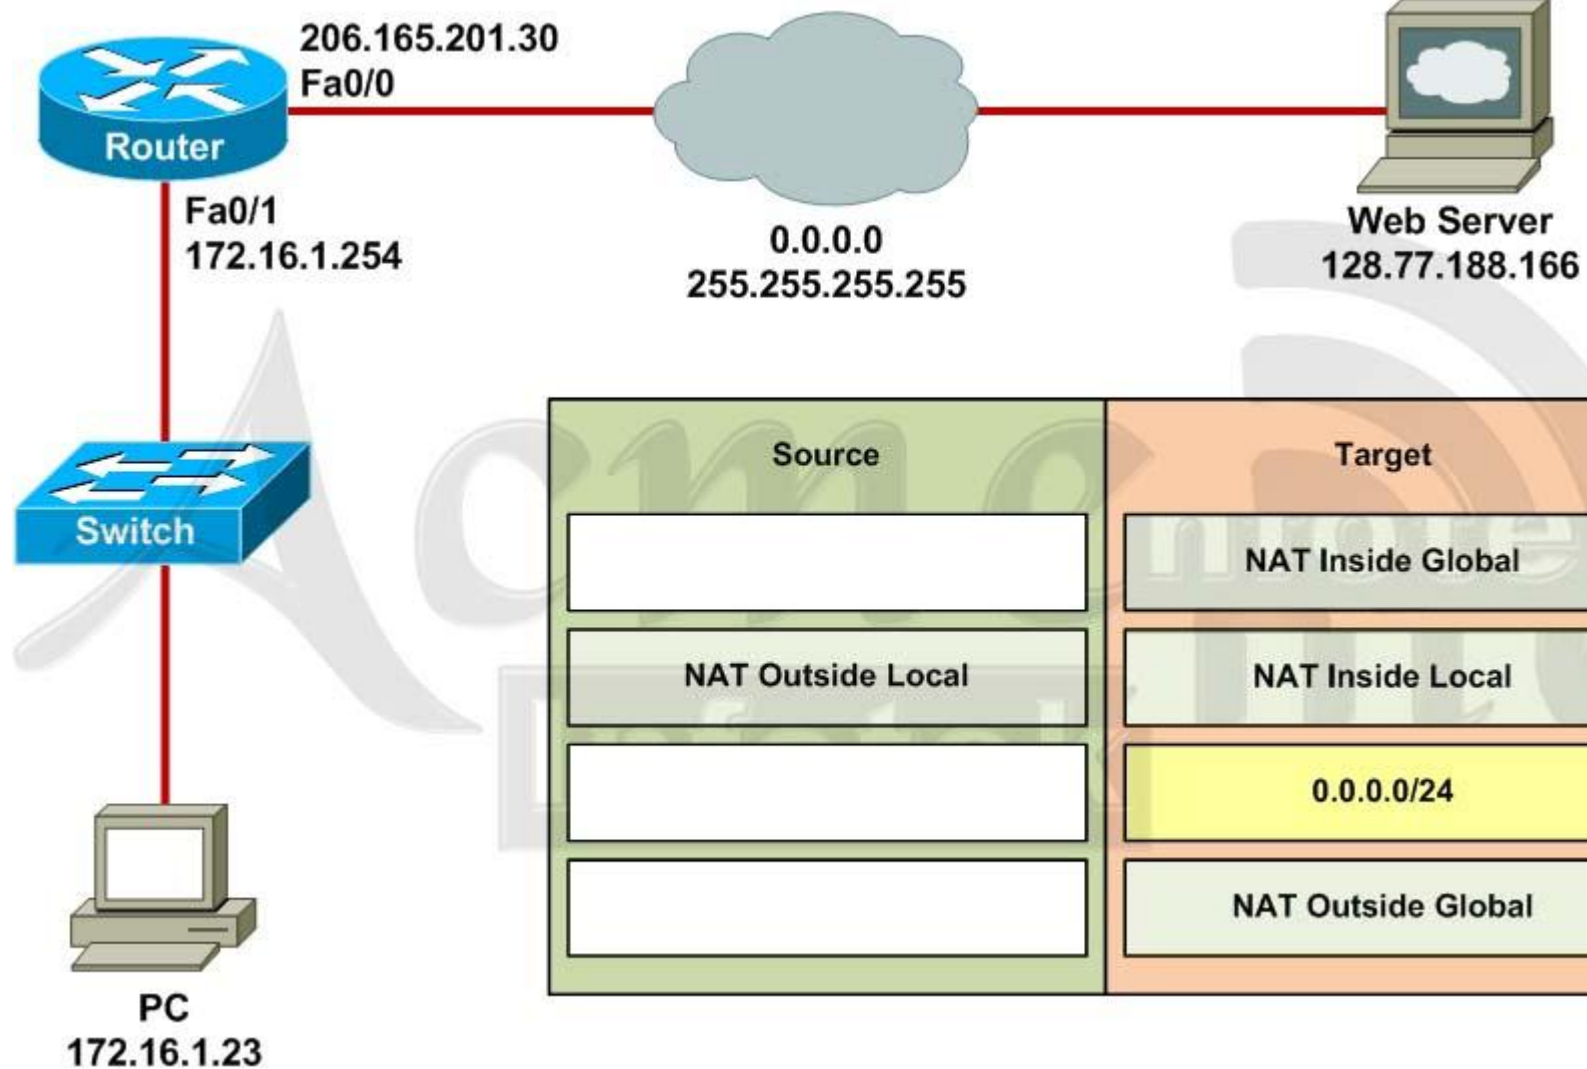 206.165.201.30
Fa0/0
Router
Fa0/1
172.16.1.254
0.0.0.0
255.255.255.255
Web Server
128.77.188.166
Switch
PC
172.16.1.23
Source
Target
NAT Inside Global
NAT Outside Local
NAT Inside Local
0.0.0.0/24
NAT Outside Global